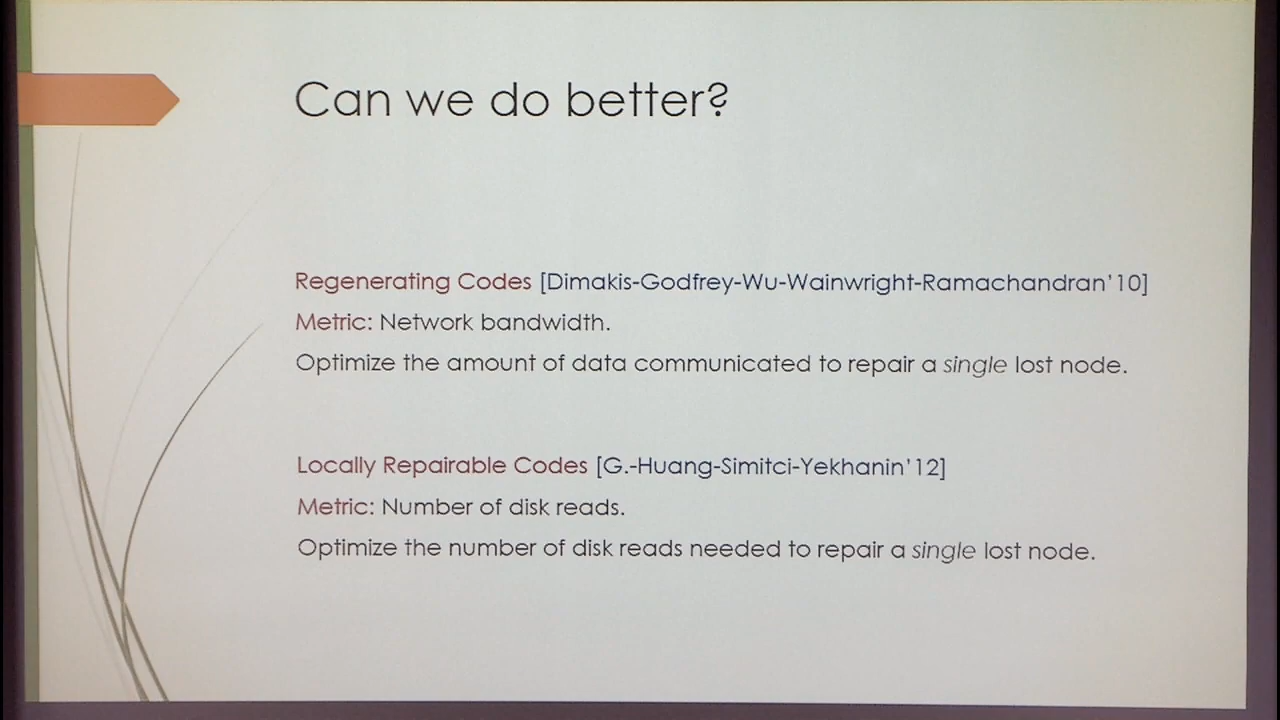 Can we do better?
Regenerating Codes [Dimakis-Godfrey-Wu-Wainwright-Ramachandran'10]
Metric: Network bandwidth.
Optimize the amount of data communicated to repair a single lost node.
Locally Repairable Codes [G.-Huang-Simitci-Yekhanin'12]
Metric: Number of disk reads.
Optimize the number of disk reads needed to repair a single lost node.